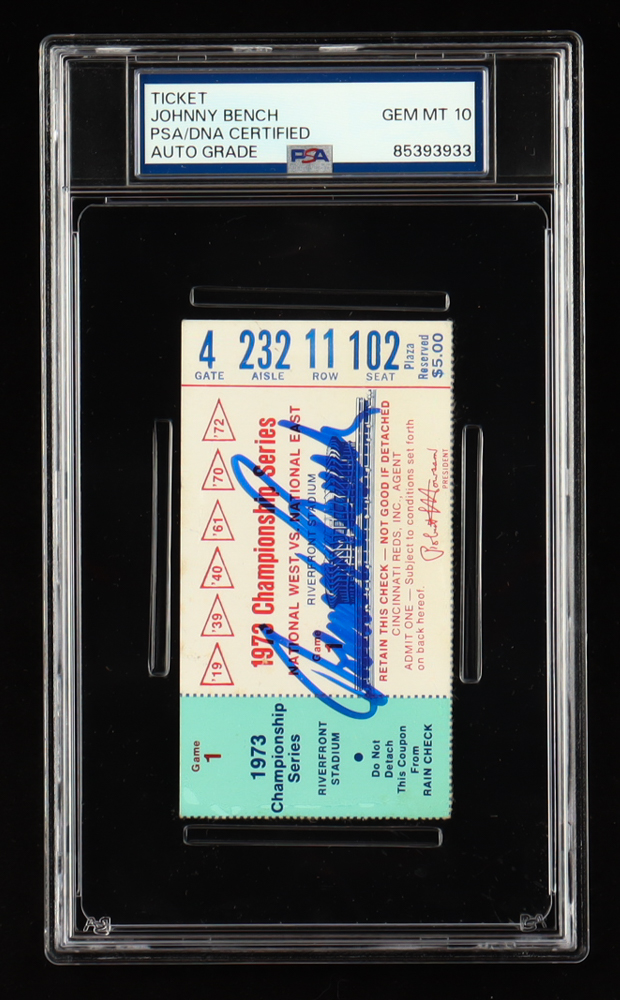 TICKET
JOHNNY BENCH
PSA/DNA CERTIFIED
AUTO GRADE
GEM MT 10
85393933
PSA
4 232 11 102
GATE AISLE ROW SEAT
Plaza
Reserved
$5.00
'72
'70
'61
'40
'39
'19
1973 Championship Series
NATIONAL WEST VS. NATIONAL EAST
RIVERFRONT STADIUM
Game
1
RETAIN THIS CHECK — NOT GOOD IF DETACHED
CINCINNATI REDS, INC., AGENT
ADMIT ONE — Subject to conditions set forth
on back hereof.
PRESIDENT
Johnny Bench
Game
1
1973
Championship
Series
RIVERFRONT
STADIUM
Do Not
Detach
This Coupon
From
RAIN CHECK